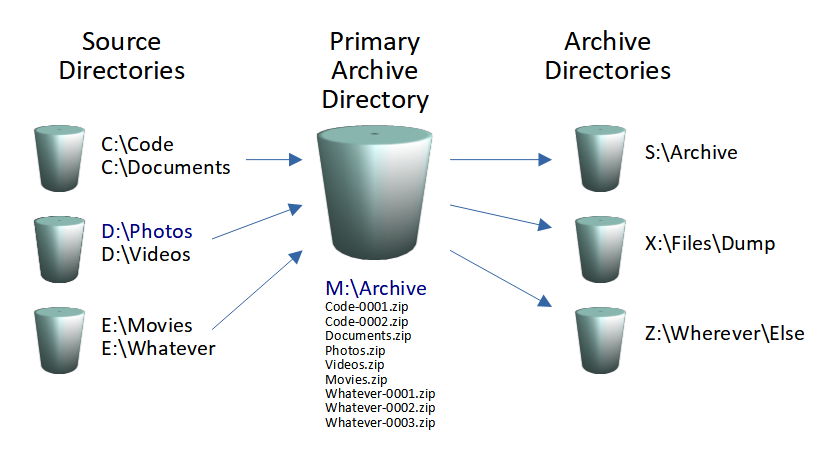 Source
Directories
Primary
Archive
Directory
Archive
Directories
C:\Code
C:\Documents
D:\Photos
D:\Videos
E:\Movies
E:\Whatever
M:\Archive
Code-0001.zip
Code-0002.zip
Documents.zip
Photos.zip
Videos.zip
Movies.zip
Whatever-0001.zip
Whatever-0002.zip
Whatever-0003.zip
S:\Archive
X:\Files\Dump
Z:\Wherever\Else